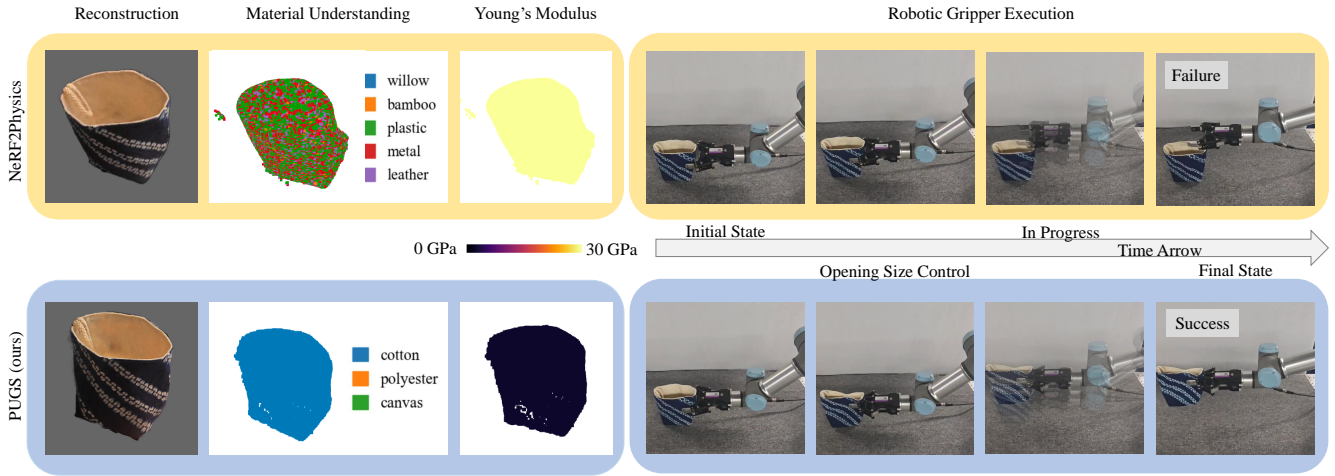 Reconstruction
Material Understanding
Young's Modulus
Robotic Gripper Execution
NeRF2Physics
willow
bamboo
plastic
metal
leather
Failure
0 GPa
30 GPa
Initial State
In Progress
Time Arrow
Opening Size Control
Final State
PUGS (ours)
cotton
polyester
canvas
Success